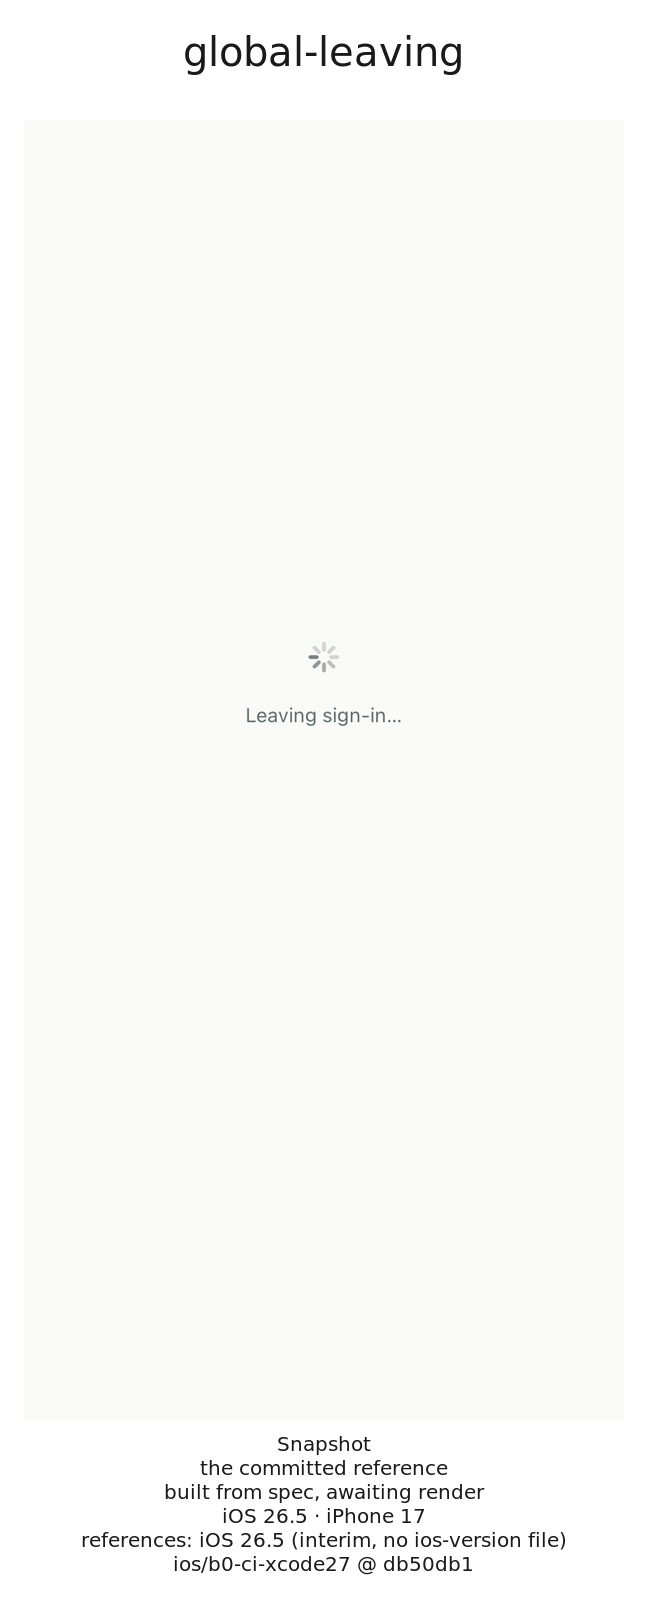 global-leaving
Leaving sign-in…
Snapshot
the committed reference
built from spec, awaiting render
iOS 26.5 · iPhone 17
references: iOS 26.5 (interim, no ios-version file)
ios/b0-ci-xcode27 @ db50db1